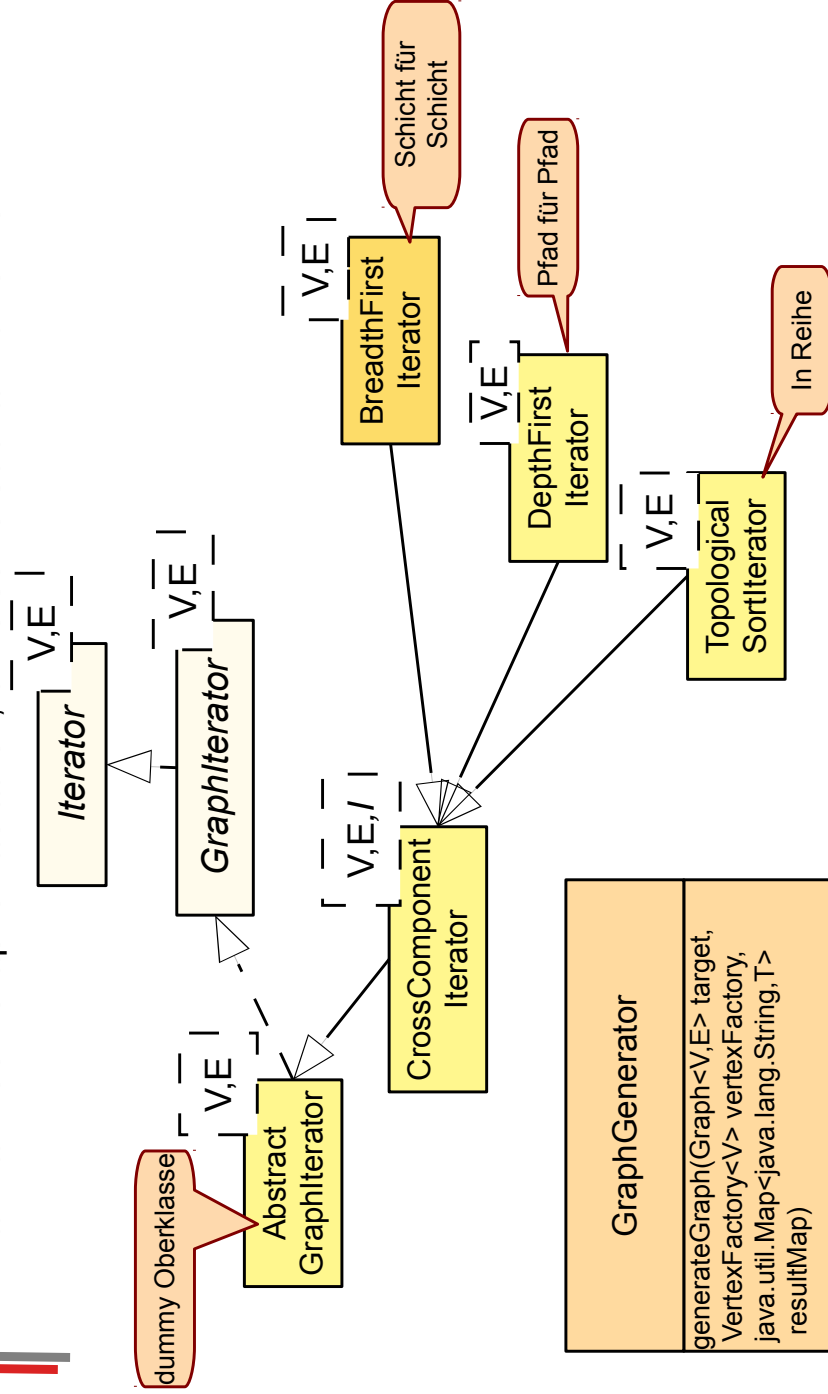 Iterator
V,E
GraphIterator
V,E
dummy Oberklasse
Abstract
GraphIterator
V,E
CrossComponent
Iterator
V,E,I
BreadthFirst
Iterator
V,E
Schicht für
Schicht
DepthFirst
Iterator
V,E
Pfad für Pfad
Topological
SortIterator
V,E
In Reihe
GraphGenerator
generateGraph(Graph<V,E> target,
VertexFactory<V> vertexFactory,
java.util.Map<java.lang.String,T>
resultMap)